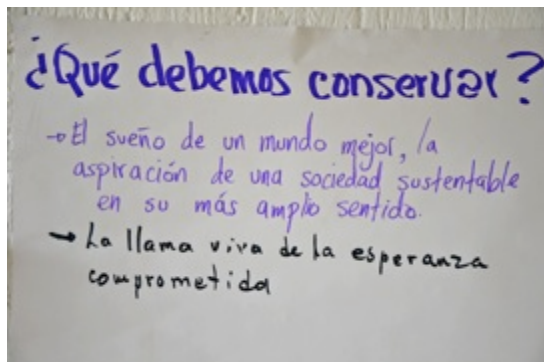 ¿Qué debemos conservar?
→ El sueño de un mundo mejor, la
aspiración de una sociedad sustentable
en su más amplio sentido.
→ La llama viva de la esperanza
comprometida